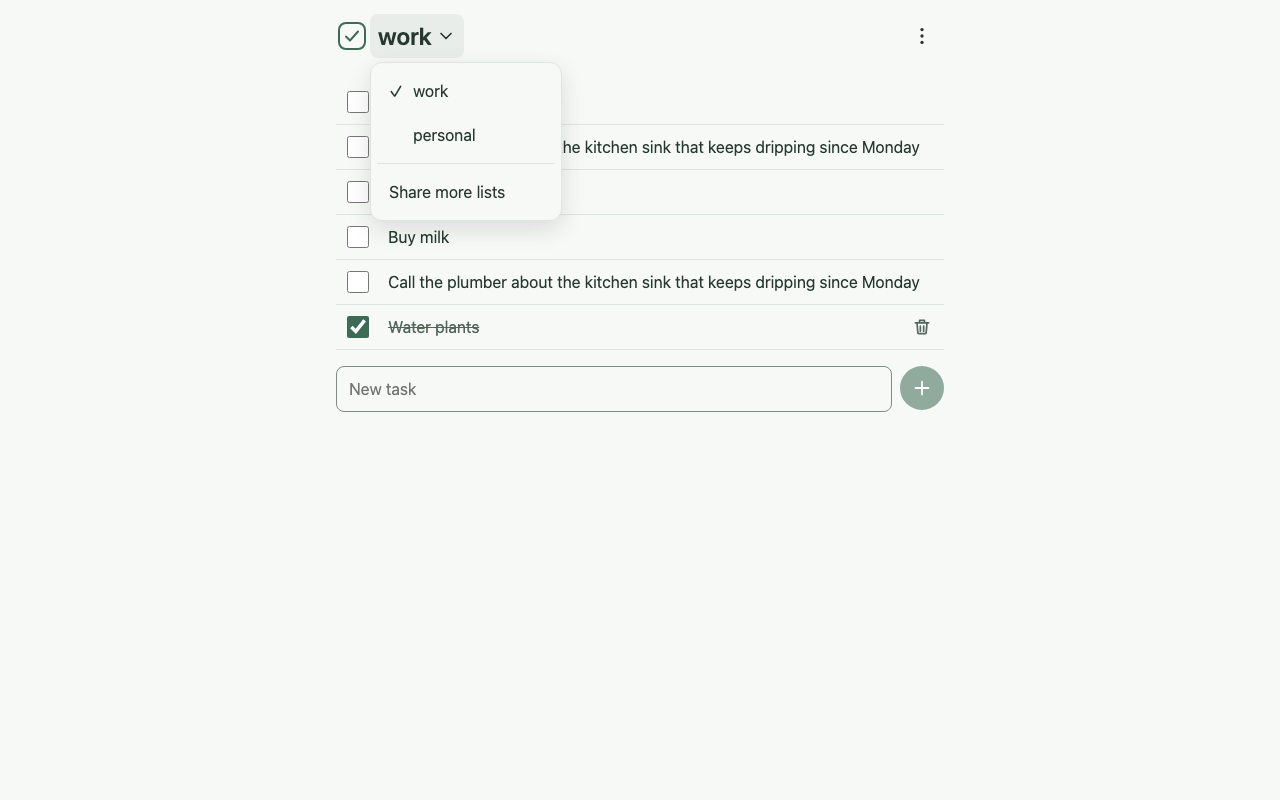 work
work
personal
he kitchen sink that keeps dripping since Monday
Share more lists
Buy milk
Call the plumber about the kitchen sink that keeps dripping since Monday
Water plants
New task